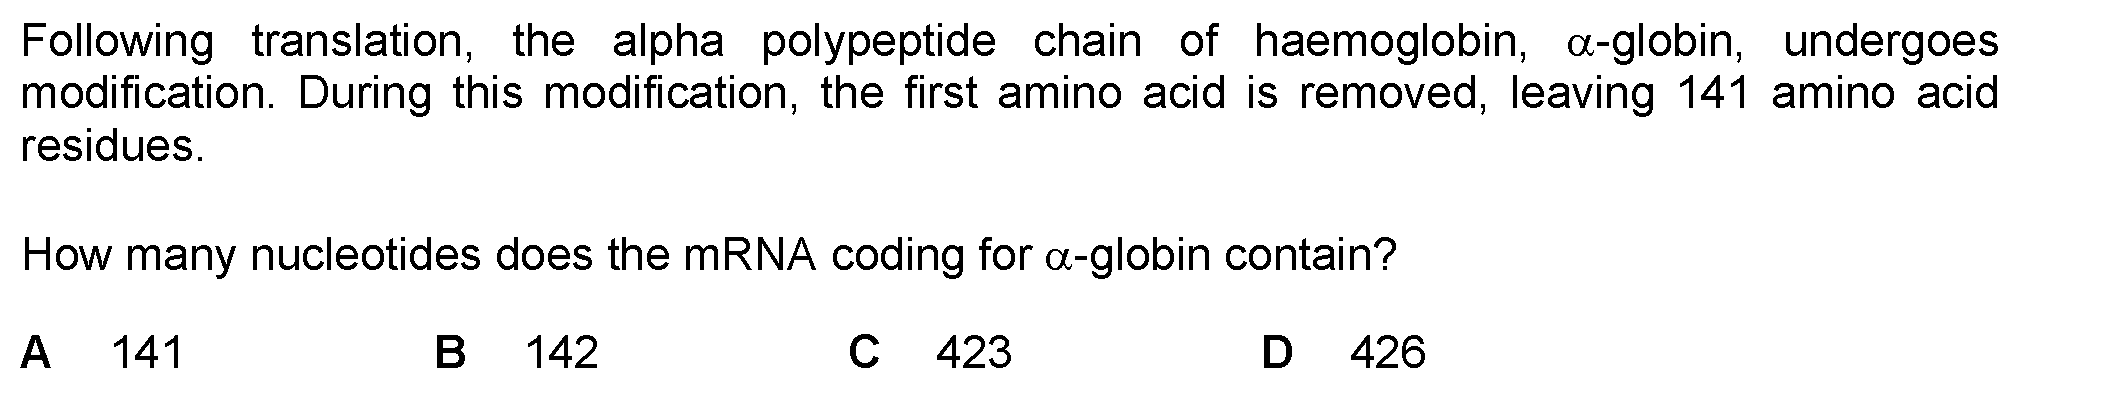 Following translation, the alpha polypeptide chain of haemoglobin, α-globin, undergoes
modification. During this modification, the first amino acid is removed, leaving 141 amino acid
residues.
How many nucleotides does the mRNA coding for α-globin contain?
A 141 B 142 C 423 D 426